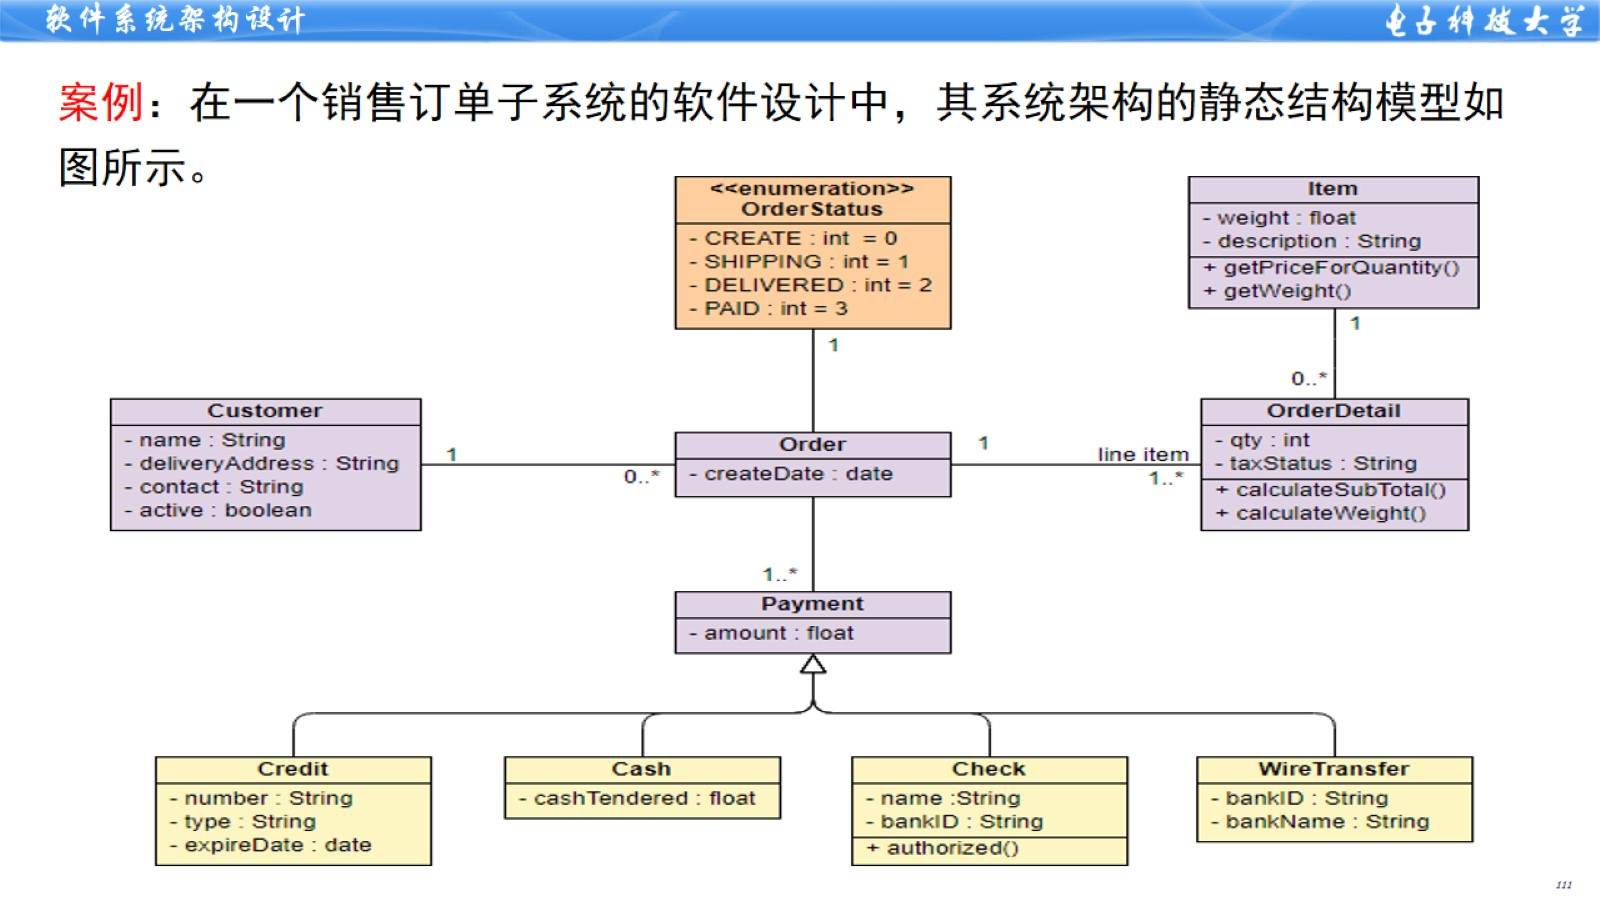 软件系统架构设计
电子科技大学
案例：在一个销售订单子系统的软件设计中，其系统架构的静态结构模型如
图所示。
<<enumeration>>
OrderStatus
- CREATE : int = 0
- SHIPPING : int = 1
- DELIVERED : int = 2
- PAID : int = 3
Item
- weight : float
- description : String
+ getPriceForQuantity()
+ getWeight()
1
1
0..*
Customer
- name : String
- deliveryAddress : String
- contact : String
- active : boolean
1
0..*
Order
- createDate : date
1
line item
1..*
OrderDetail
- qty : int
- taxStatus : String
+ calculateSubTotal()
+ calculateWeight()
1..*
Payment
- amount : float
Credit
- number : String
- type : String
- expireDate : date
Cash
- cashTendered : float
Check
- name :String
- bankID : String
+ authorized()
WireTransfer
- bankID : String
- bankName : String
111